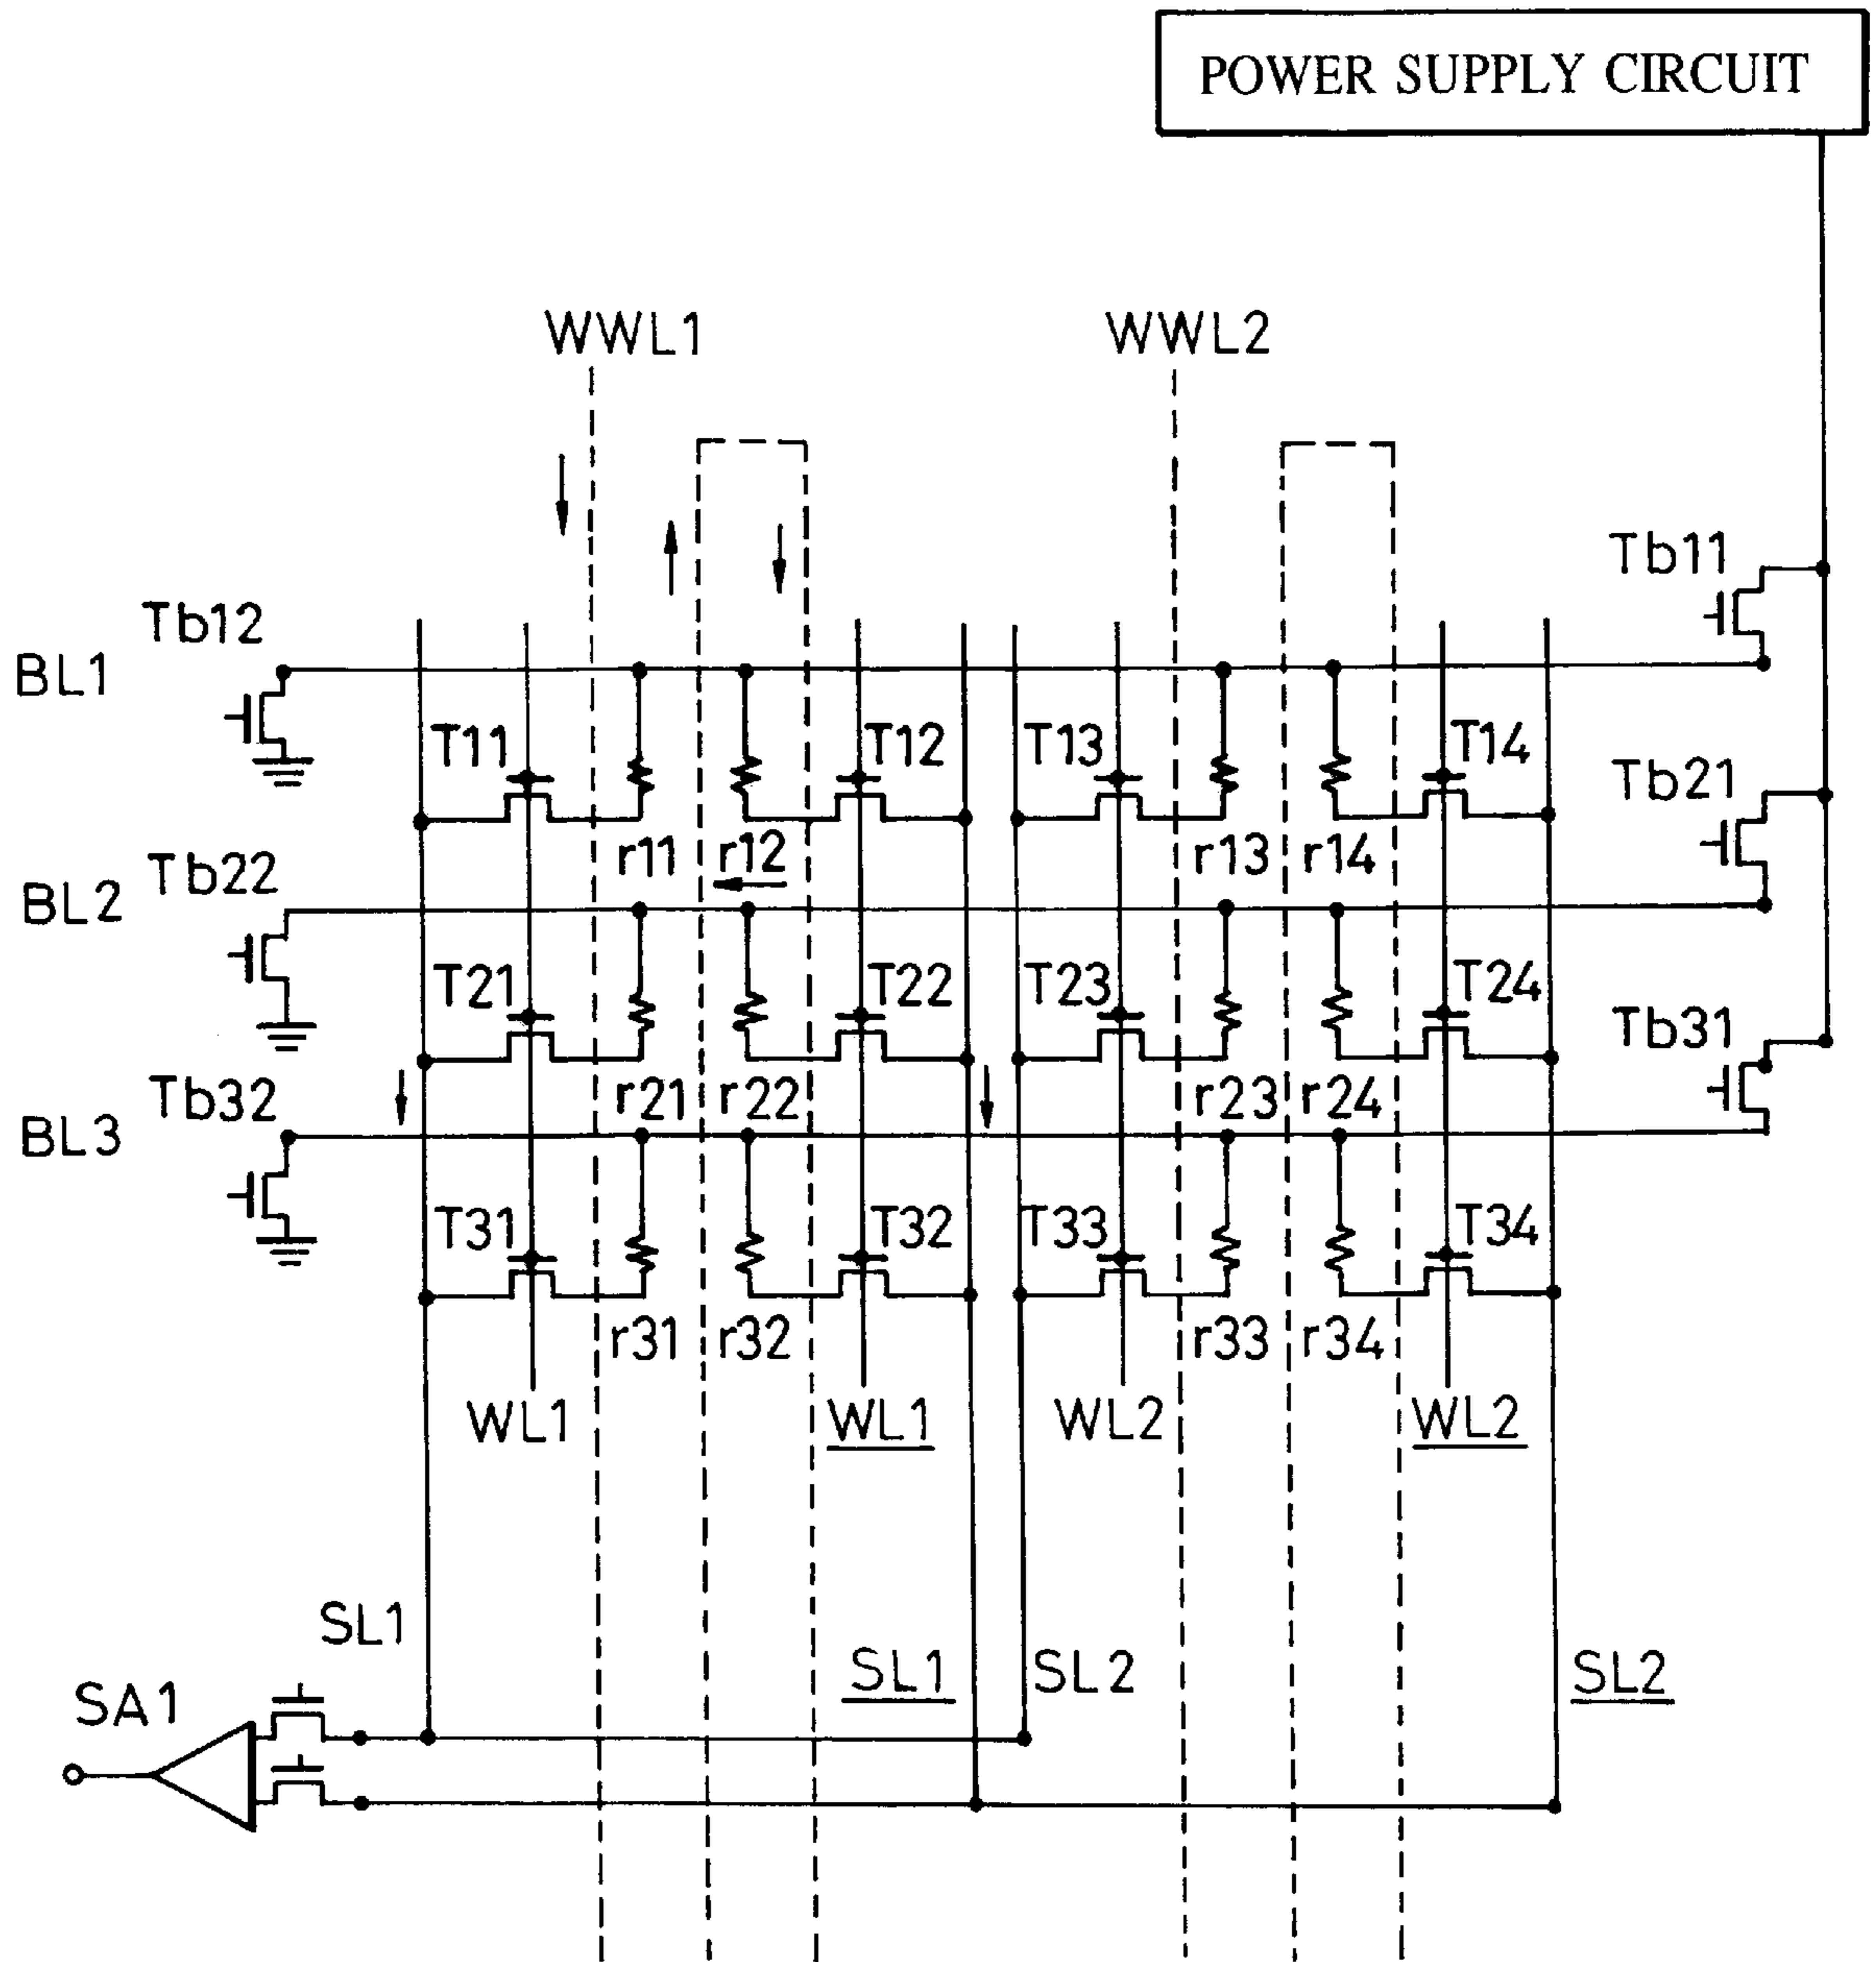 POWER SUPPLY CIRCUIT
WWL1 WWL2
Tb11
Tb12
BL1
T11 T12 T13 T14
Tb21
r11 r12 r13 r14
Tb22
BL2
T21 T22 T23 T24
Tb31
r21 r22 r23 r24
Tb32
BL3
T31 T32 T33 T34
r31 r32 r33 r34
WL1 WL1 WL2 WL2
SL1
SL1 SL2 SL2
SA1